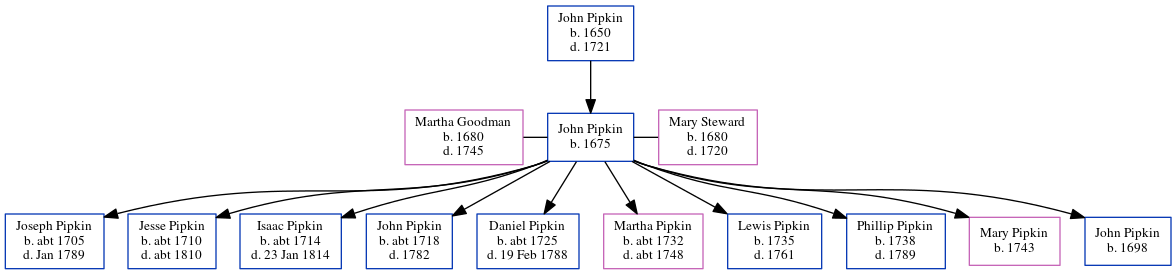 John Pipkin
b. 1650
d. 1721
Martha Goodman
b. 1680
d. 1745
John Pipkin
b. 1675
Mary Steward
b. 1680
d. 1720
Joseph Pipkin
b. abt 1705
d. Jan 1789
Jesse Pipkin
b. abt 1710
d. abt 1810
Isaac Pipkin
b. abt 1714
d. 23 Jan 1814
John Pipkin
b. abt 1718
d. 1782
Daniel Pipkin
b. abt 1725
d. 19 Feb 1788
Martha Pipkin
b. abt 1732
d. abt 1748
Lewis Pipkin
b. 1735
d. 1761
Phillip Pipkin
b. 1738
d. 1789
Mary Pipkin
b. 1743
John Pipkin
b. 1698